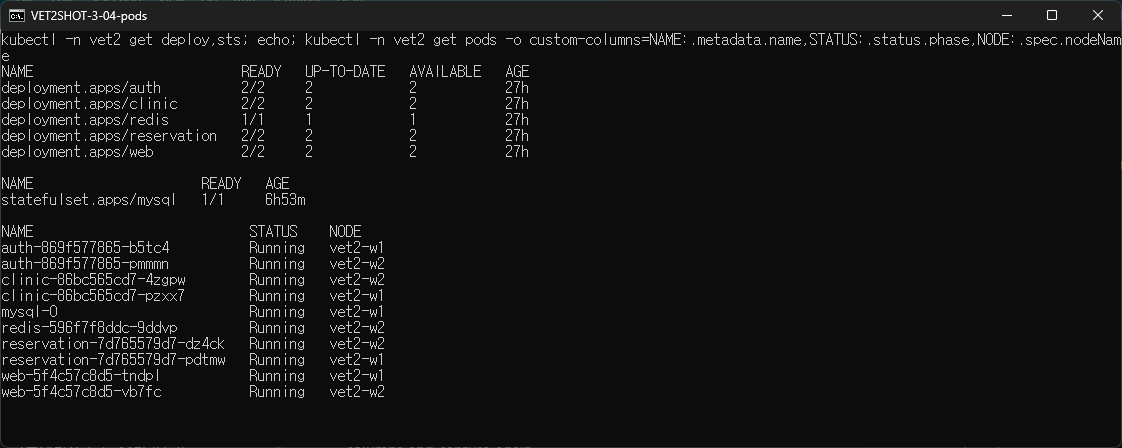 VET2SHOT-3-04-pods
kubectl -n vet2 get deploy,sts; echo; kubectl -n vet2 get pods -o custom-columns=NAME:.metadata.name,STATUS:.status.phase,NODE:.spec.nodeNam
e
NAME                          READY   UP-TO-DATE   AVAILABLE   AGE
deployment.apps/auth          2/2     2            2           27h
deployment.apps/clinic        2/2     2            2           27h
deployment.apps/redis         1/1     1            1           27h
deployment.apps/reservation   2/2     2            2           27h
deployment.apps/web           2/2     2            2           27h
NAME                     READY   AGE
statefulset.apps/mysql   1/1     6h53m
NAME                           STATUS    NODE
auth-869f577865-b5tc4          Running   vet2-w1
auth-869f577865-pmmmn          Running   vet2-w2
clinic-86bc565cd7-4zgpw        Running   vet2-w2
clinic-86bc565cd7-pzxx7        Running   vet2-w1
mysql-0                        Running   vet2-w1
redis-596f7f8ddc-9ddvp         Running   vet2-w2
reservation-7d765579d7-dz4ck   Running   vet2-w2
reservation-7d765579d7-pdtmw   Running   vet2-w1
web-5f4c57c8d5-tndpl           Running   vet2-w1
web-5f4c57c8d5-vb7fc           Running   vet2-w2